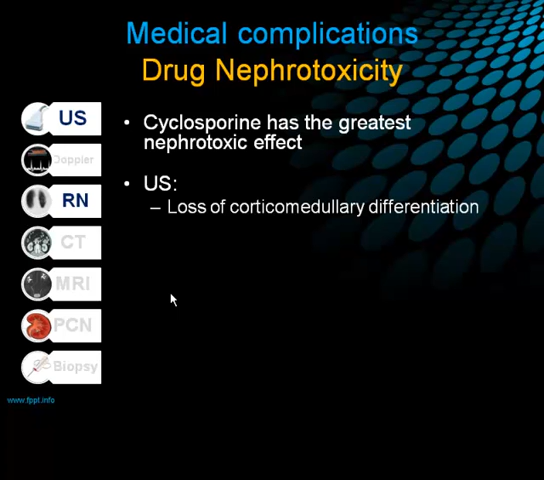 Medical complications
Drug Nephrotoxicity
US
Doppler
RN
CT
MRI
PCN
Biopsy
• Cyclosporine has the greatest
nephrotoxic effect
• US:
– Loss of corticomedullary differentiation
www.fppt.info